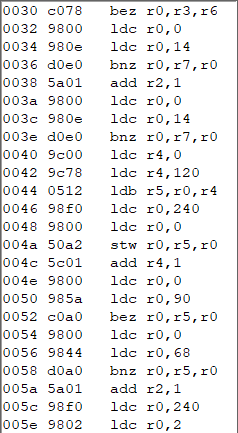 0030 c078 bez r0,r3,r6
0032 9800 ldc r0,0
0034 980e ldc r0,14
0036 d0e0 bnz r0,r7,r0
0038 5a01 add r2,1
003a 9800 ldc r0,0
003c 980e ldc r0,14
003e d0e0 bnz r0,r7,r0
0040 9c00 ldc r4,0
0042 9c78 ldc r4,120
0044 0512 ldb r5,r0,r4
0046 98f0 ldc r0,240
0048 9800 ldc r0,0
004a 50a2 stw r0,r5,r0
004c 5c01 add r4,1
004e 9800 ldc r0,0
0050 985a ldc r0,90
0052 c0a0 bez r0,r5,r0
0054 9800 ldc r0,0
0056 9844 ldc r0,68
0058 d0a0 bnz r0,r5,r0
005a 5a01 add r2,1
005c 98f0 ldc r0,240
005e 9802 ldc r0,2